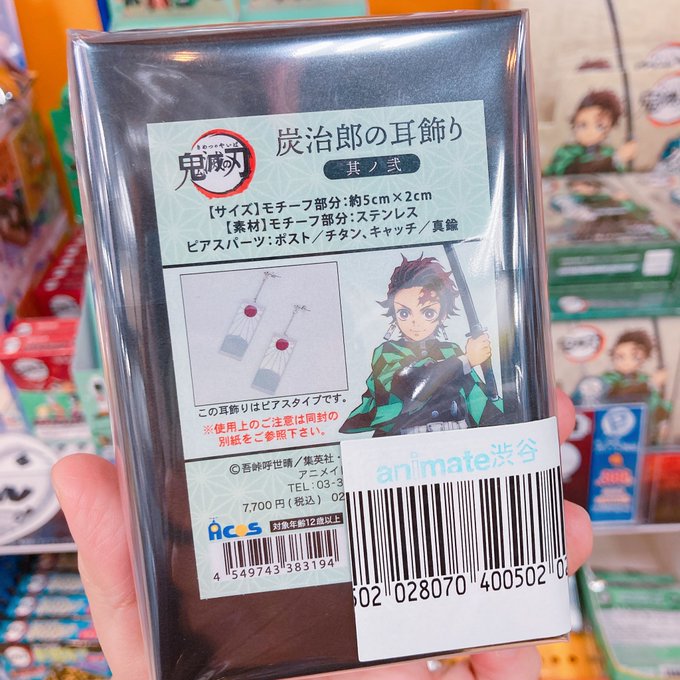 きめつのやいば
鬼滅の刃
炭治郎の耳飾り
其ノ弐
【サイズ】モチーフ部分:約5cm×2cm
【素材】モチーフ部分:ステンレス
ピアスパーツ:ポスト/チタン、キャッチ/真鍮
この耳飾りはピアスタイプです。
※使用上のご注意は同封の
別紙をご参照下さい。
©吾峠呼世晴/集英社・
アニメイ
TEL:03-3
7,700円(税込) 02
acos
対象年齢12歳以上
4 549743 383194
animate渋谷
502 028070 400502 0